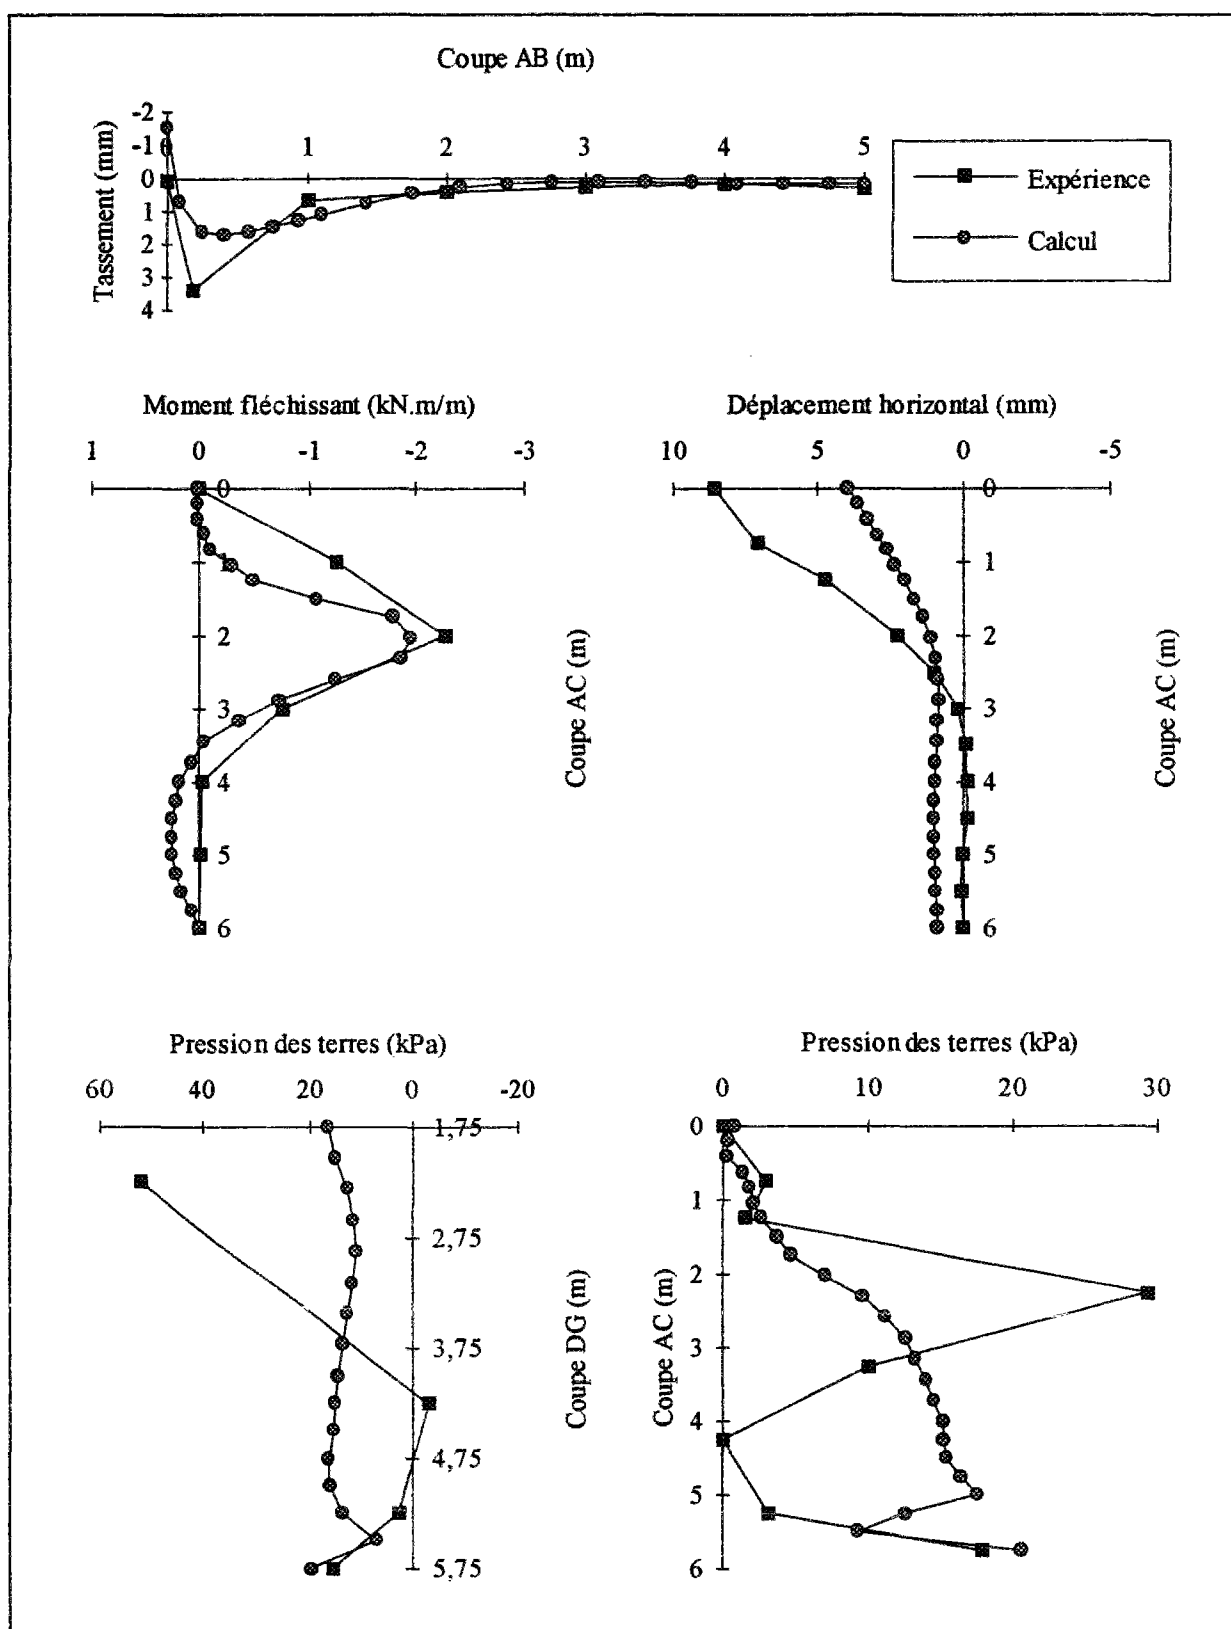 Coupe AB (m)
Tassement (mm)
-2
-1
0
1
2
3
4
0 1 2 3 4 5
Expérience
Calcul
Moment fléchissant (kN.m/m)
1 0 -1 -2 -3
0
1
2
3
4
5
6
Coupe AC (m)
Déplacement horizontal (mm)
10 5 0 -5
0
1
2
3
4
5
6
Coupe AC (m)
Pression des terres (kPa)
60 40 20 0 -20
1,75
2,75
3,75
4,75
5,75
Coupe DG (m)
Pression des terres (kPa)
0 10 20 30
0
1
2
3
4
5
6
Coupe AC (m)